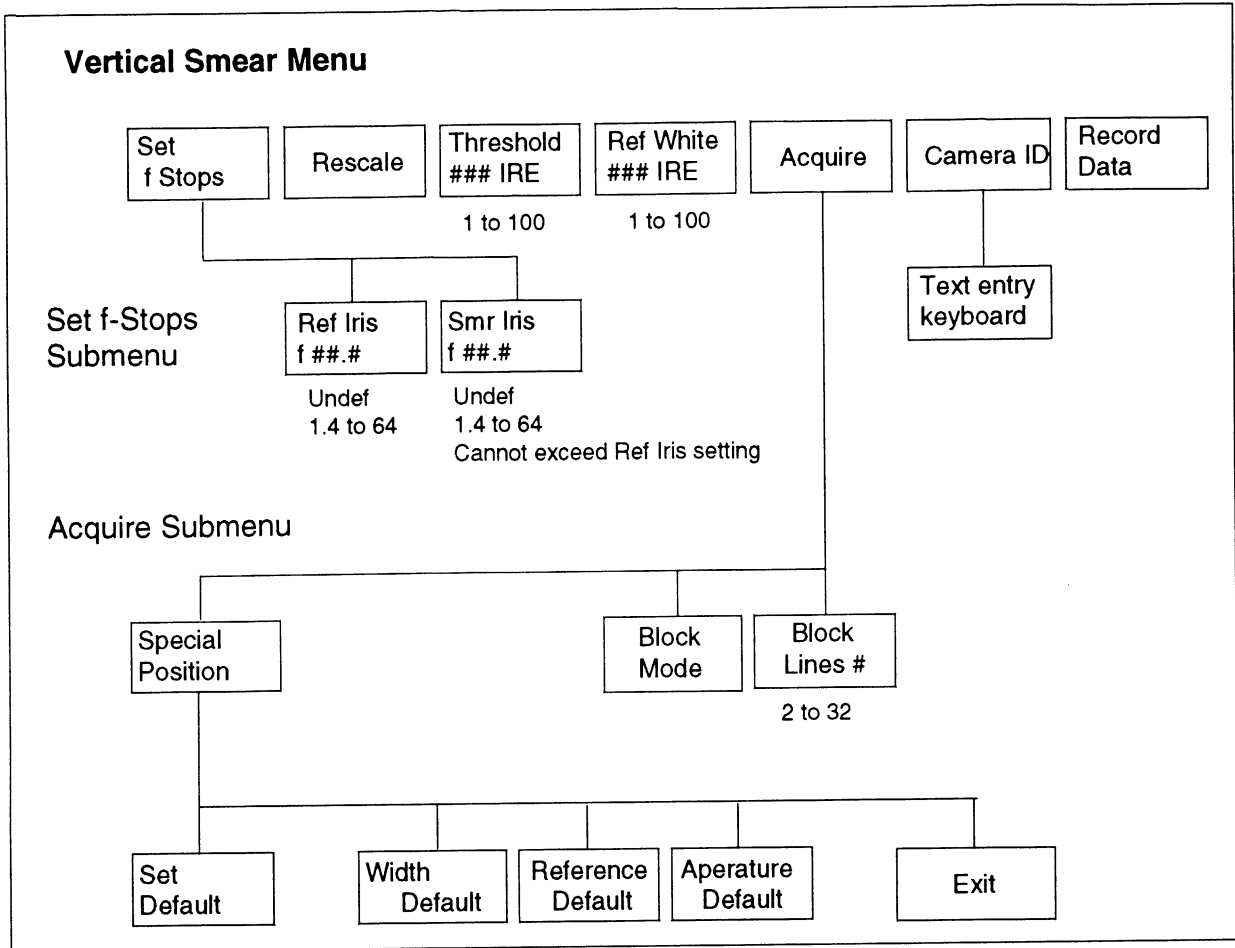 Vertical Smear Menu
Set
f Stops
Rescale
Threshold
### IRE
Ref White
### IRE
Acquire
Camera ID
Record
Data
1 to 100
1 to 100
Text entry
keyboard
Set f-Stops
Submenu
Ref Iris
f ##.#
Smr Iris
f ##.#
Undef
1.4 to 64
Undef
1.4 to 64
Cannot exceed Ref Iris setting
Acquire Submenu
Special
Position
Block
Mode
Block
Lines #
2 to 32
Set
Default
Width
Default
Reference
Default
Aperature
Default
Exit